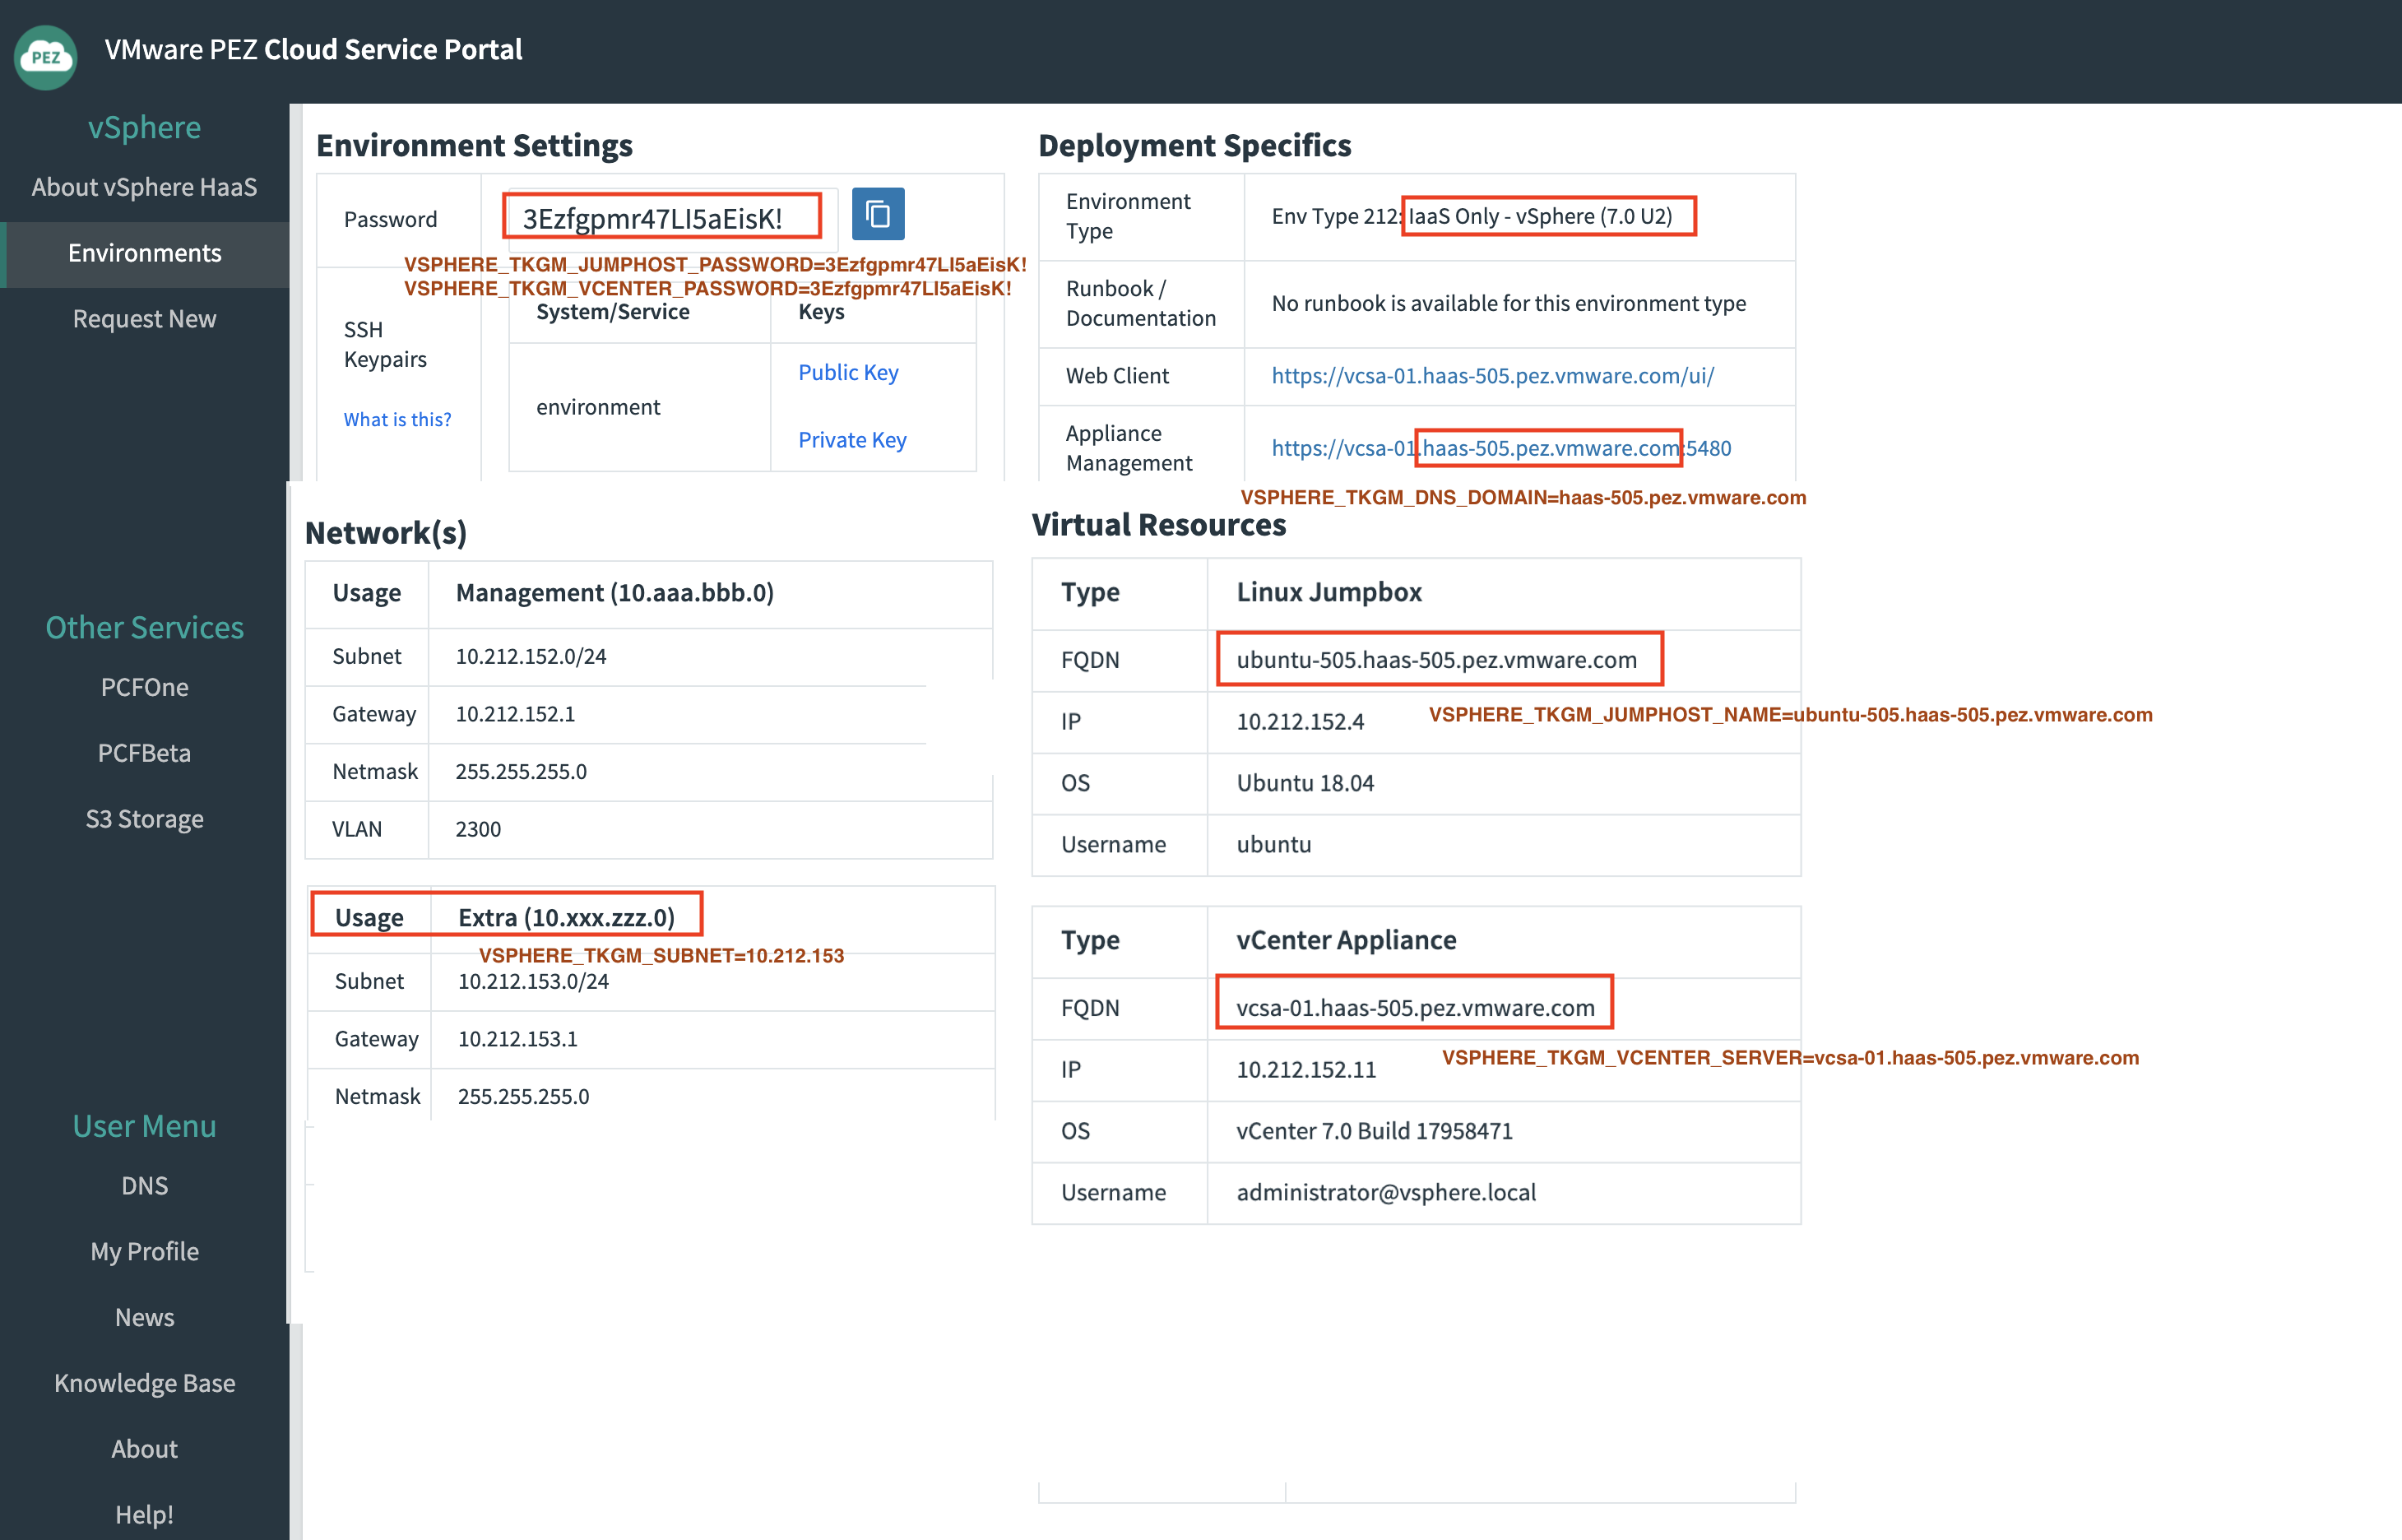 PEZ
VMware PEZ Cloud Service Portal
vSphere
About vSphere HaaS
Environments
Request New
Other Services
PCFOne
PCFBeta
S3 Storage
User Menu
DNS
My Profile
News
Knowledge Base
About
Help!
Environment Settings
Password
3Ezfgpmr47LI5aEisK!
VSPHERE_TKGM_JUMPHOST_PASSWORD=3Ezfgpmr47LI5aEisK!
VSPHERE_TKGM_VCENTER_PASSWORD=3Ezfgpmr47LI5aEisK!
SSH
Keypairs
What is this?
System/Service Keys
environment
Public Key
Private Key
Deployment Specifics
Environment
Type
Env Type 212: IaaS Only - vSphere (7.0 U2)
Runbook /
Documentation
No runbook is available for this environment type
Web Client https://vcsa-01.haas-505.pez.vmware.com/ui/
Appliance
Management
https://vcsa-01.haas-505.pez.vmware.com:5480
VSPHERE_TKGM_DNS_DOMAIN=haas-505.pez.vmware.com
Network(s)
Usage Management (10.aaa.bbb.0)
Subnet 10.212.152.0/24
Gateway 10.212.152.1
Netmask 255.255.255.0
VLAN 2300
Usage Extra (10.xxx.zzz.0)
VSPHERE_TKGM_SUBNET=10.212.153
Subnet 10.212.153.0/24
Gateway 10.212.153.1
Netmask 255.255.255.0
Virtual Resources
Type Linux Jumpbox
FQDN ubuntu-505.haas-505.pez.vmware.com
VSPHERE_TKGM_JUMPHOST_NAME=ubuntu-505.haas-505.pez.vmware.com
IP 10.212.152.4
OS Ubuntu 18.04
Username ubuntu
Type vCenter Appliance
FQDN vcsa-01.haas-505.pez.vmware.com
VSPHERE_TKGM_VCENTER_SERVER=vcsa-01.haas-505.pez.vmware.com
IP 10.212.152.11
OS vCenter 7.0 Build 17958471
Username administrator@vsphere.local